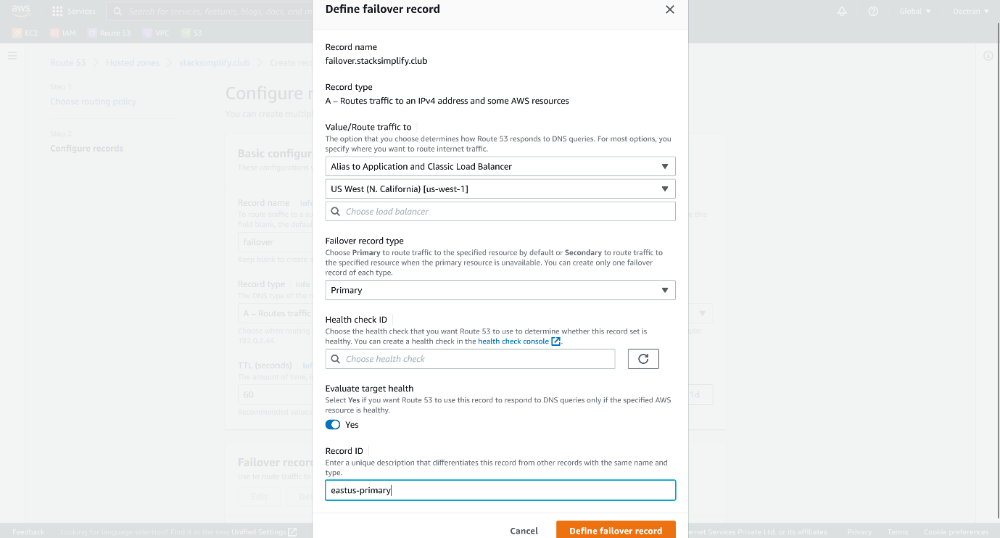 aws
Services
Search for services, features, blogs, docs, and m
Global
Dectran
EC2
IAM
Route 53
VPC
S3
Define failover record
Route 53
Hosted zones
stacksimplify.club
Create rec
Step 1
Choose routing policy
Step 2
Configure records
Configure r
You can create multip
Basic configur
These configurations
Record name
Info
To route traffic to a su
e this
field blank, the defaul
failover
Keep blank to create a
Record type
Info
The DNS type of the r
A – Routes traffic
Choose when routing
ple:
192.0.2.44.
TTL (seconds)
Inf
The amount of time,
60
1d
Recommended values
Failover record
Use to route traffic to
Edit
Del
Record name
failover.stacksimplify.club
Record type
A – Routes traffic to an IPv4 address and some AWS resources
Value/Route traffic to
The option that you choose determines how Route 53 responds to DNS queries. For most options, you
specify where you want to route internet traffic.
Alias to Application and Classic Load Balancer
US West (N. California) [us-west-1]
Choose load balancer
Failover record type
Choose Primary to route traffic to the specified resource by default or Secondary to route traffic to
the specified resource when the primary resource is unavailable. You can create only one failover
record of each type.
Primary
Health check ID
Choose the health check that you want Route 53 to use to determine whether this record set is
healthy. You can create a health check in the health check console.
Choose health check
Evaluate target health
Select Yes if you want Route 53 to use this record to respond to DNS queries only if the specified AWS
resource is healthy.
Yes
Record ID
Enter a unique description that differentiates this record from other records with the same name and
type.
eastus-primary
Cancel
Define failover record
Feedback
Looking for language selection? Find it in the new Unified Settings
ernet Services Private Ltd. or its affiliates.
Privacy
Terms
Cookie preferences